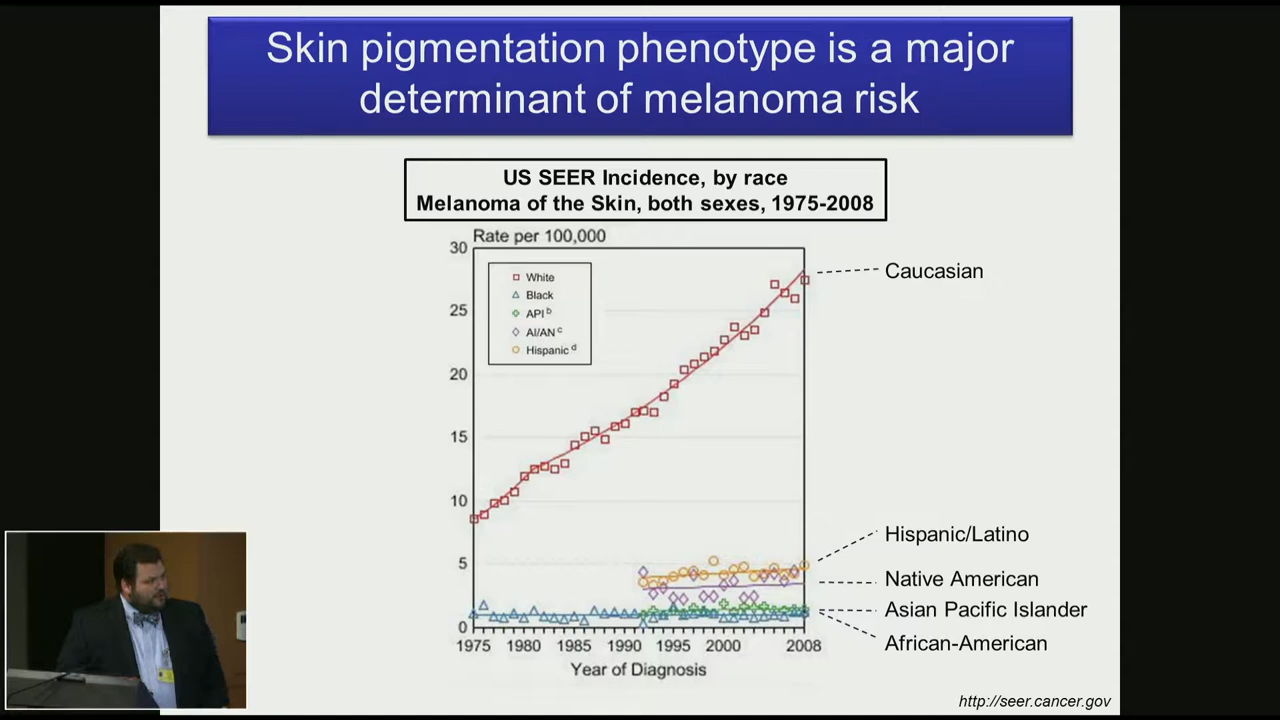 Skin pigmentation phenotype is a major
determinant of melanoma risk
US SEER Incidence, by race
Melanoma of the Skin, both sexes, 1975-2008
Rate per 100,000
30
25
20
15
10
5
0
White
Black
API b
AI/AN c
Hispanic d
Caucasian
Hispanic/Latino
Native American
Asian Pacific Islander
African-American
1975 1980 1985 1990 1995 2000 2008
Year of Diagnosis
http://seer.cancer.gov